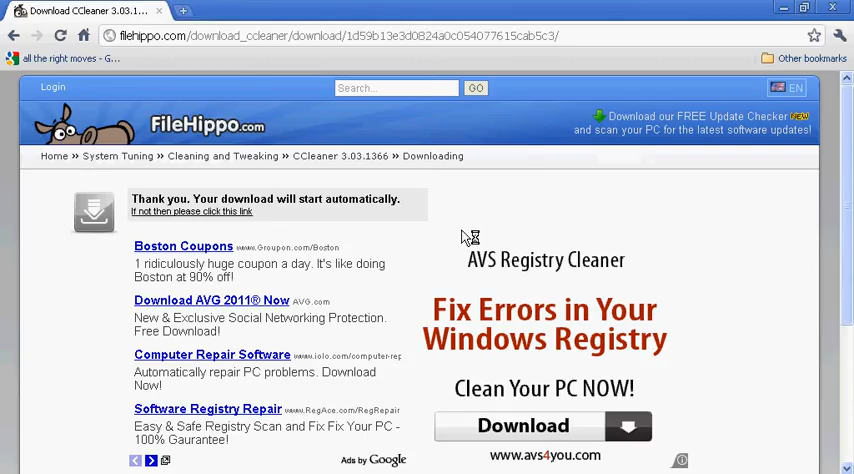 Download CCleaner 3.03.1...
filehippo.com/download_ccleaner/download/1d59b13e3d0824a0c054077615cab5c3/
all the right moves - G...
Other bookmarks
Login
Search...
GO
EN
FileHippo.com
Download our FREE Update Checker NEW
and scan your PC for the latest software updates!
Home » System Tuning » Cleaning and Tweaking » CCleaner 3.03.1366 » Downloading
Thank you. Your download will start automatically.
If not then please click this link
Boston Coupons www.Groupon.com/Boston
1 ridiculously huge coupon a day. It's like doing
Boston at 90% off!
Download AVG 2011® Now AVG.com
New & Exclusive Social Networking Protection.
Free Download!
Computer Repair Software www.iolo.com/computer-rep
Automatically repair PC problems. Download
Now!
Software Registry Repair www.RegAce.com/RegRepair
Easy & Safe Registry Scan and Fix Fix Your PC -
100% Gaurantee!
Ads by Google
AVS Registry Cleaner
Fix Errors in Your
Windows Registry
Clean Your PC NOW!
Download
www.avs4you.com